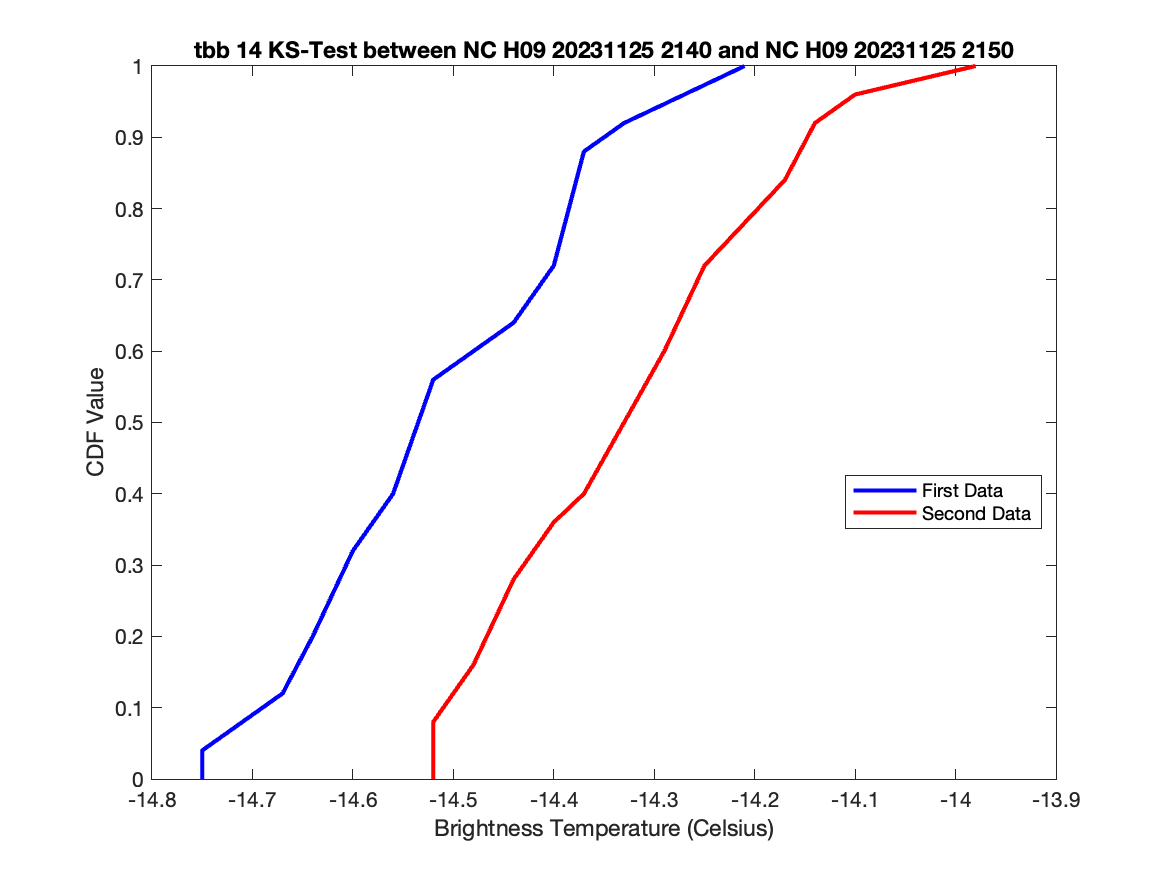 tbb 14 KS-Test between NC H09 20231125 2140 and NC H09 20231125 2150
1
0.9
0.8
0.7
0.6
0.5
0.4
0.3
0.2
0.1
0
CDF Value
First Data
Second Data
-14.8 -14.7 -14.6 -14.5 -14.4 -14.3 -14.2 -14.1 -14 -13.9
Brightness Temperature (Celsius)